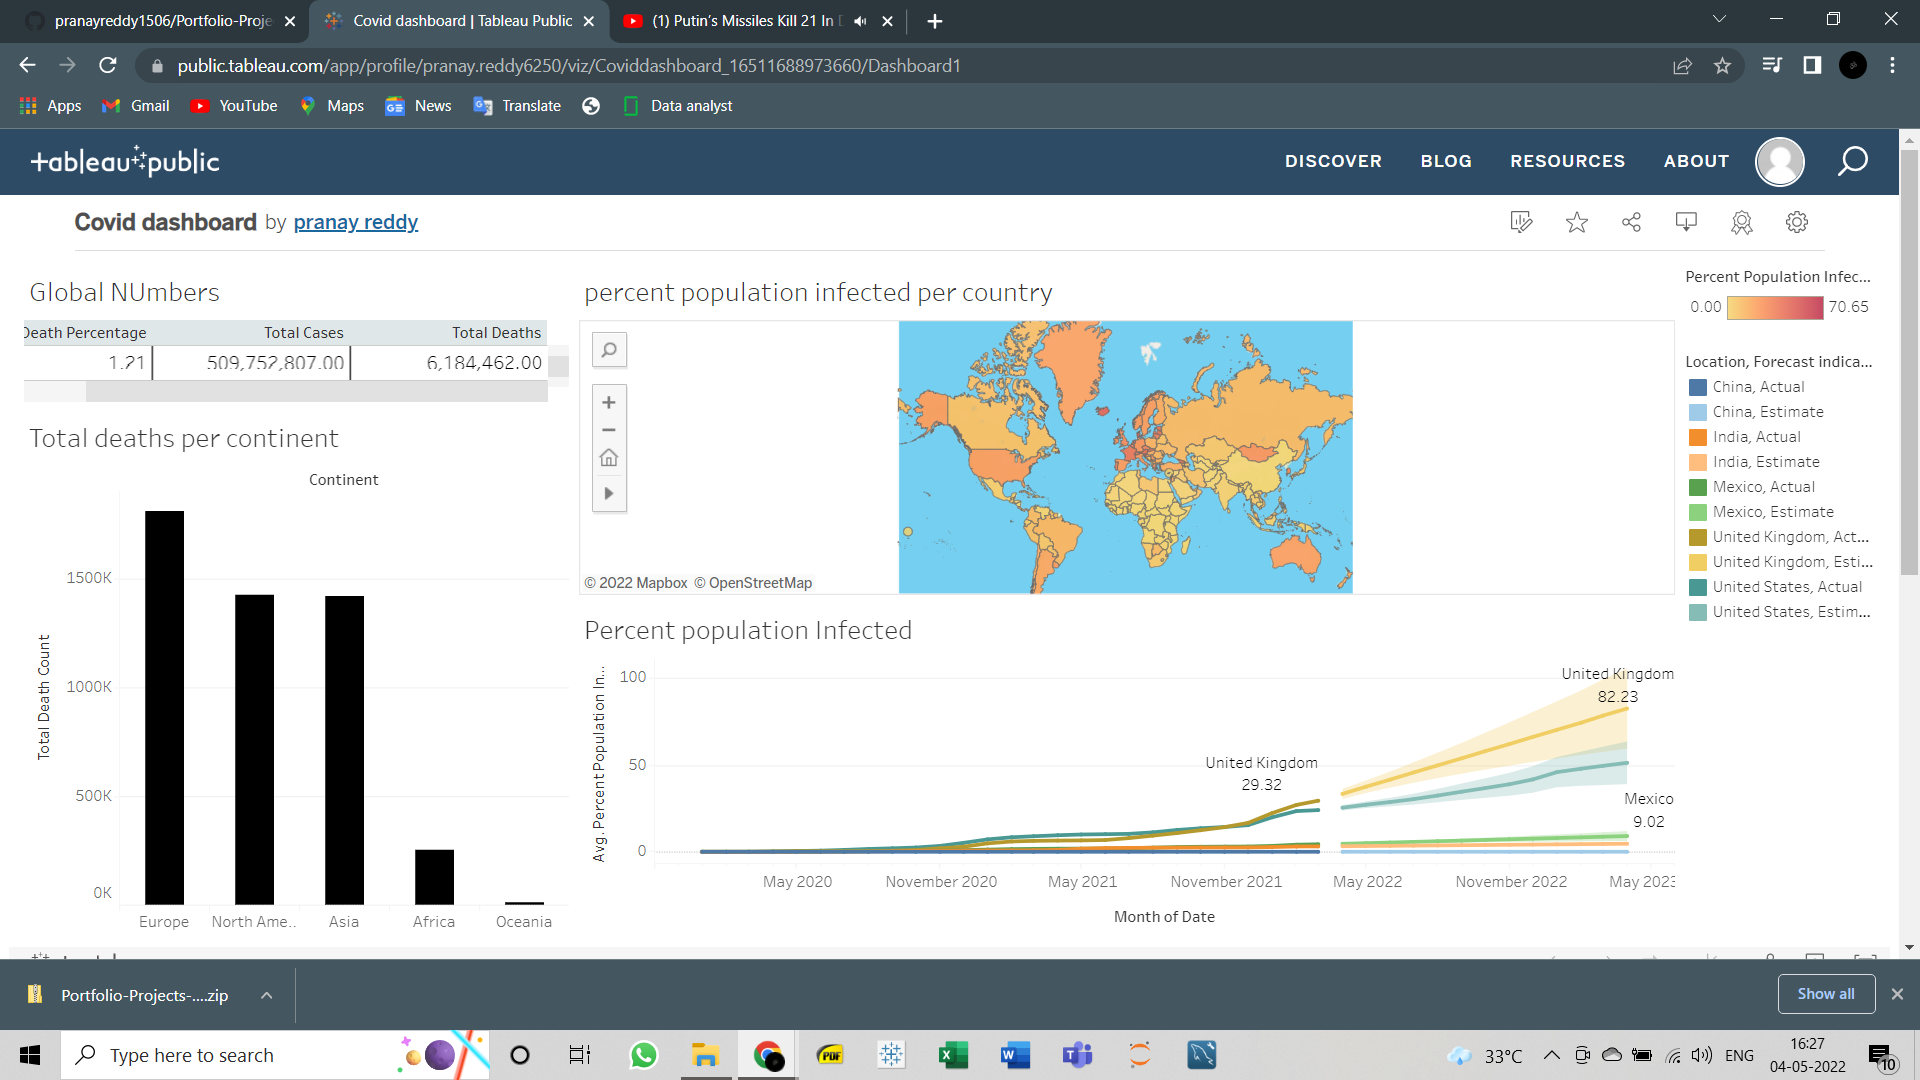 pranayreddy1506/Portfolio-Proje
Covid dashboard | Tableau Public
(1) Putin's Missiles Kill 21 In D
public.tableau.com/app/profile/pranay.reddy6250/viz/Coviddashboard_16511688973660/Dashboard1
Apps
Gmail
YouTube
Maps
News
Translate
Data analyst
+ableau public
DISCOVER
BLOG
RESOURCES
ABOUT
Covid dashboard by pranay reddy
Global NUmbers
Death Percentage Total Cases Total Deaths
1.21 509,752,807.00 6,184,462.00
Total deaths per continent
Continent
Total Death Count
1500K
1000K
500K
0K
Europe North Ame.. Asia Africa Oceania
percent population infected per country
© 2022 Mapbox © OpenStreetMap
Percent population Infected
Avg. Percent Population In...
100
50
0
United Kingdom
29.32
United Kingdom
82.23
Mexico
9.02
May 2020 November 2020 May 2021 November 2021 May 2022 November 2022 May 2023
Month of Date
Percent Population Infec...
0.00 70.65
Location, Forecast indica...
China, Actual
China, Estimate
India, Actual
India, Estimate
Mexico, Actual
Mexico, Estimate
United Kingdom, Act...
United Kingdom, Esti...
United States, Actual
United States, Estim...
Portfolio-Projects-....zip
Show all
Type here to search
PDF
33°C
ENG
16:27
04-05-2022
10